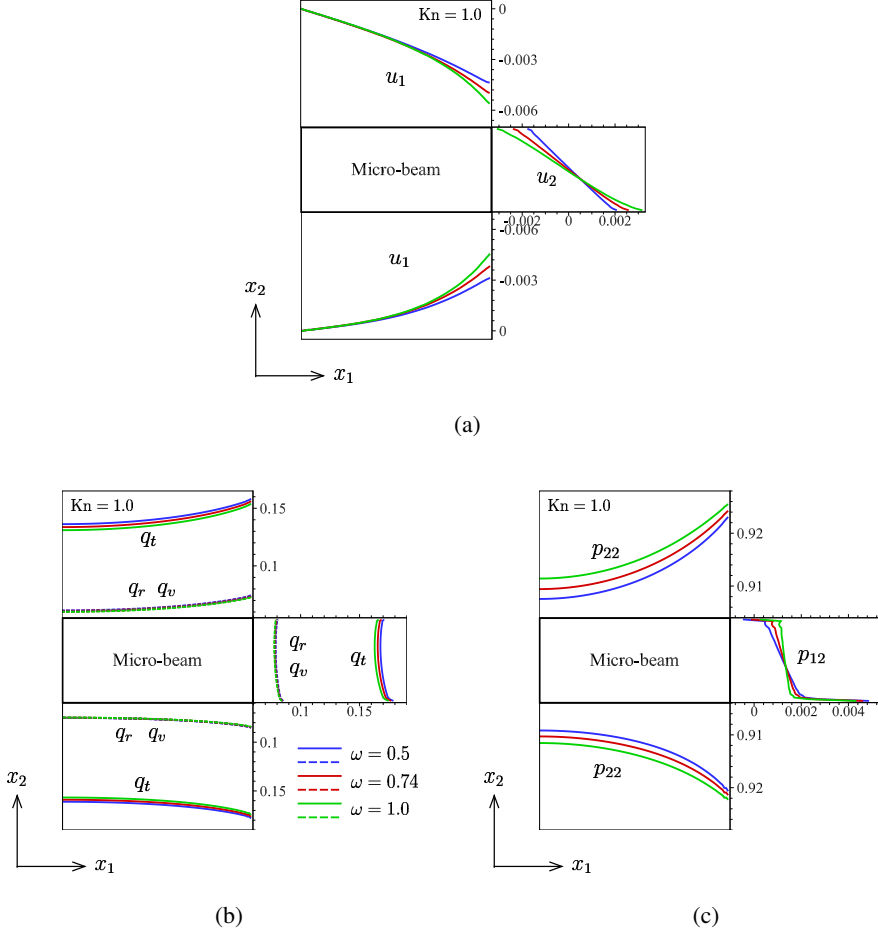 Kn = 1.0
0
-0.003
-0.006
u1
Micro-beam
u2
-0.002 0 0.002
-0.006
-0.003
0
u1
x2
x1
(a)
Kn = 1.0
0.15
0.1
qt
qr qv
Micro-beam
qr
qv
qt
0.1 0.15
qr qv
0.1
0.15
qt
ω = 0.5
ω = 0.74
ω = 1.0
x2
x1
(b)
Kn = 1.0
0.92
0.91
p22
Micro-beam
p12
0 0.002 0.004
0.91
0.92
p22
x2
x1
(c)